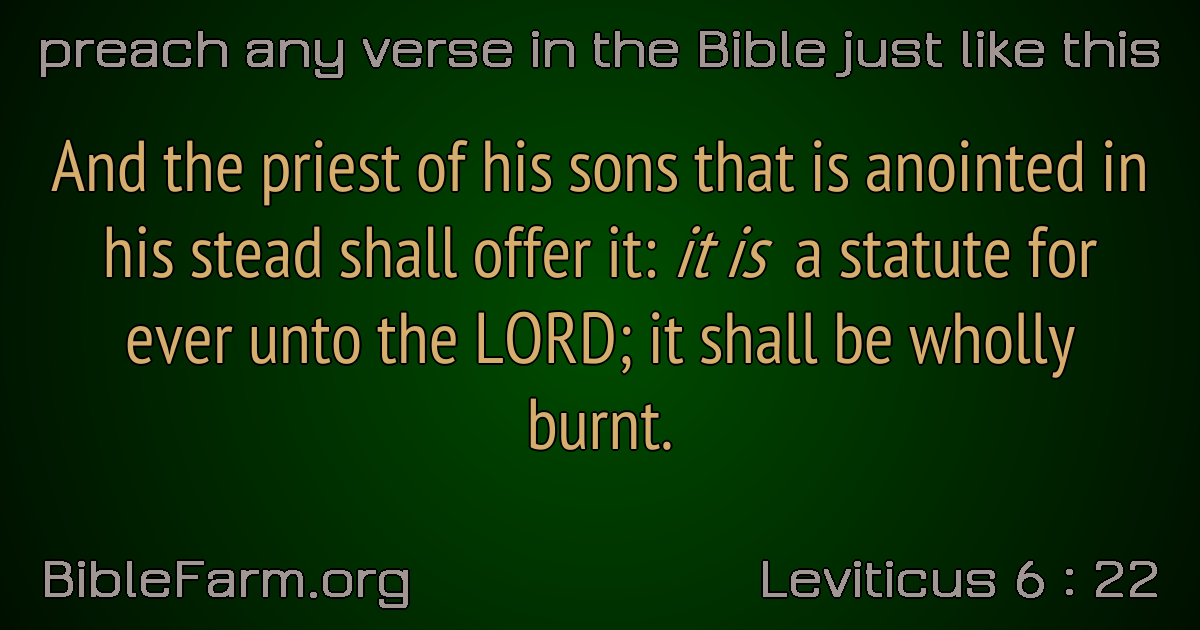 preach any verse in the Bible just like this
And the priest of his sons that is anointed in
his stead shall offer it: it is a statute for
ever unto the LORD; it shall be wholly
burnt.
BibleFarm.org
Leviticus 6 : 22